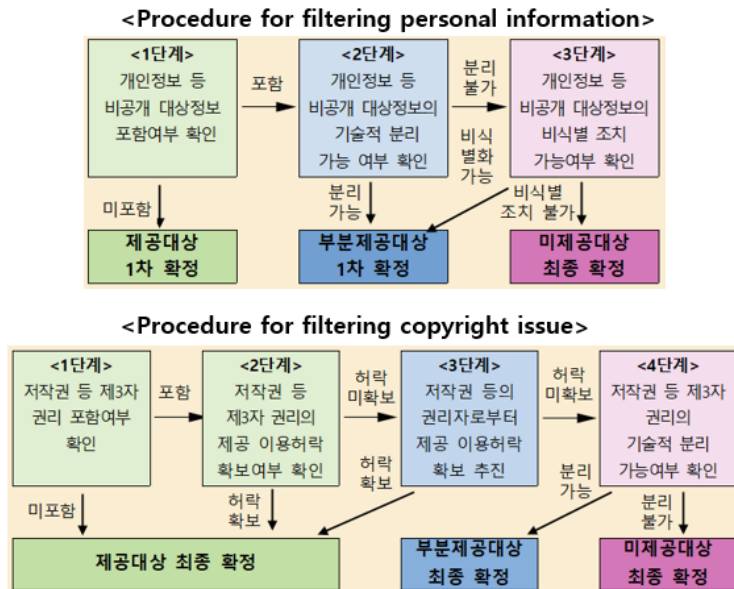 <Procedure for filtering personal information>
<1단계>
개인정보 등
비공개 대상정보
포함여부 확인
포함
<2단계>
개인정보 등
비공개 대상정보의
기술적 분리
가능 여부 확인
분리
불가
<3단계>
개인정보 등
비공개 대상정보의
비식별 조치
가능여부 확인
미포함
분리
가능
비식
별화
가능
비식별
조치 불가
제공대상
1차 확정
부분제공대상
1차 확정
미제공대상
최종 확정
<Procedure for filtering copyright issue>
<1단계>
저작권 등 제3자
권리 포함여부
확인
포함
<2단계>
저작권 등
제3자 권리의
제공 이용허락
확보여부 확인
허락
미확보
<3단계>
저작권 등의
권리자로부터
제공 이용허락
확보 추진
허락
미확보
<4단계>
저작권 등 제3자
권리의
기술적 분리
가능여부 확인
미포함
허락
확보
허락
확보
분리
가능
분리
불가
제공대상 최종 확정
부분제공대상
최종 확정
미제공대상
최종 확정